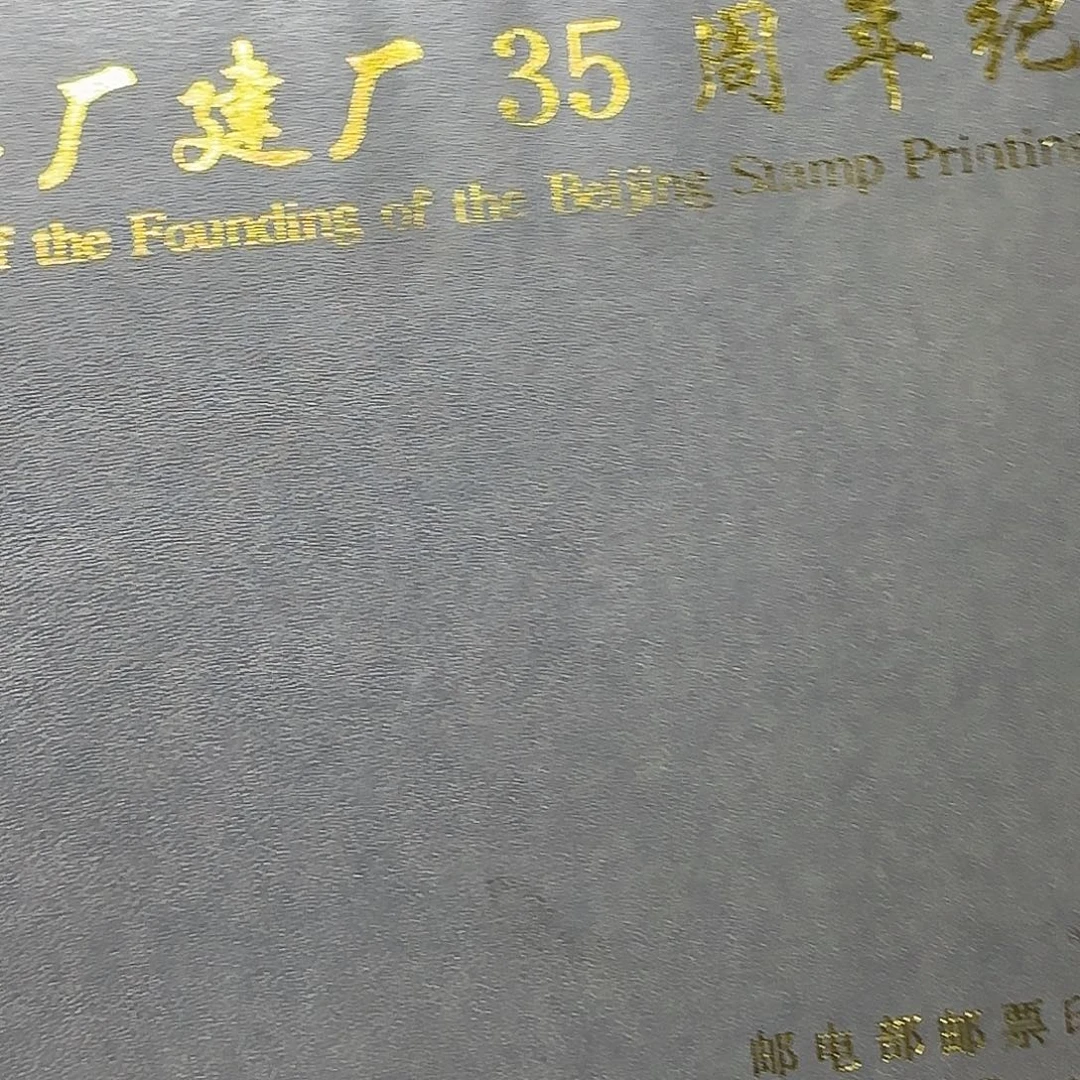 厂建厂35周年纪
the Founding of the Beijing Stamp Printing
邮电部邮票